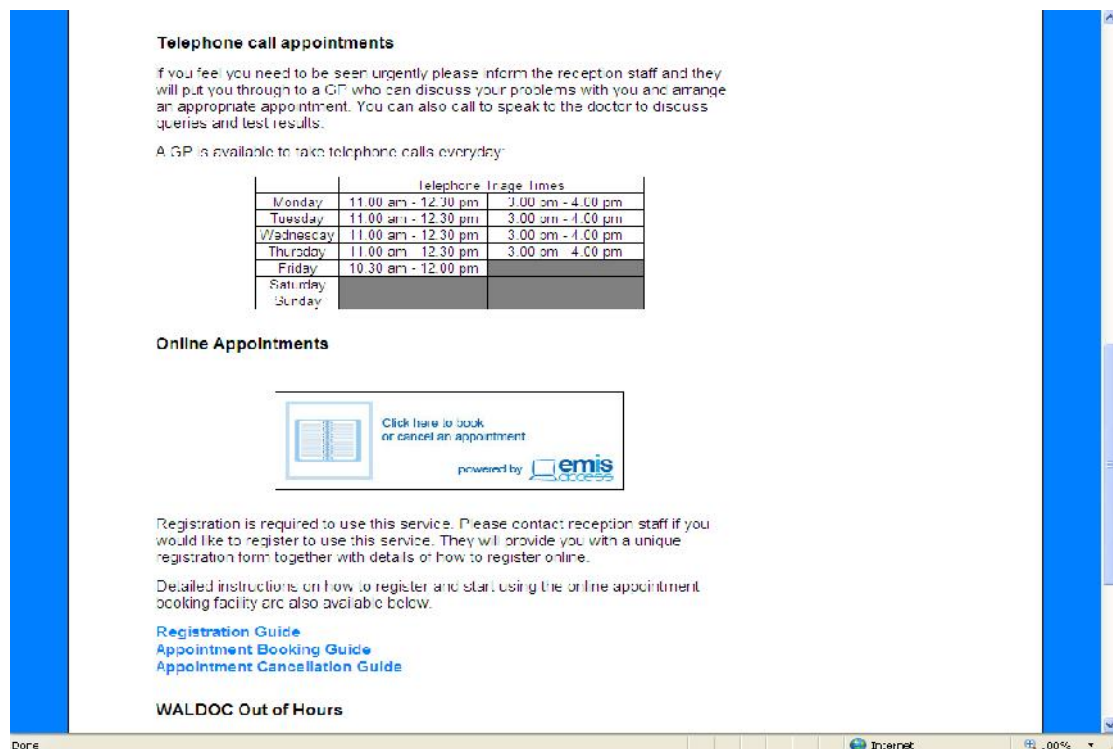 Telephone call appointments
If you feel you need to be seen urgently please inform the reception staff and they
will put you through to a GP who can discuss your problems with you and arrange
an appropriate appointment. You can also call to speak to the doctor to discuss
queries and test results.
A GP is available to take telephone calls everyday:
Telephone Triage Times
Monday 11.00 am - 12.30 pm 3.00 pm - 4.00 pm
Tuesday 11.00 am - 12.30 pm 3.00 pm - 4.00 pm
Wednesday 11.00 am - 12.30 pm 3.00 pm - 4.00 pm
Thursday 11.00 am - 12.30 pm 3.00 pm - 4.00 pm
Friday 10.30 am - 12.00 pm
Saturday
Sunday
Online Appointments
Click here to book
or cancel an appointment
powered by emis
access
Registration is required to use this service. Please contact reception staff if you
would like to register to use this service. They will provide you with a unique
registration form together with details of how to register online.
Detailed instructions on how to register and start using the online appointment
booking facility are also available below.
Registration Guide
Appointment Booking Guide
Appointment Cancellation Guide
WALDOC Out of Hours
Done Internet 100%